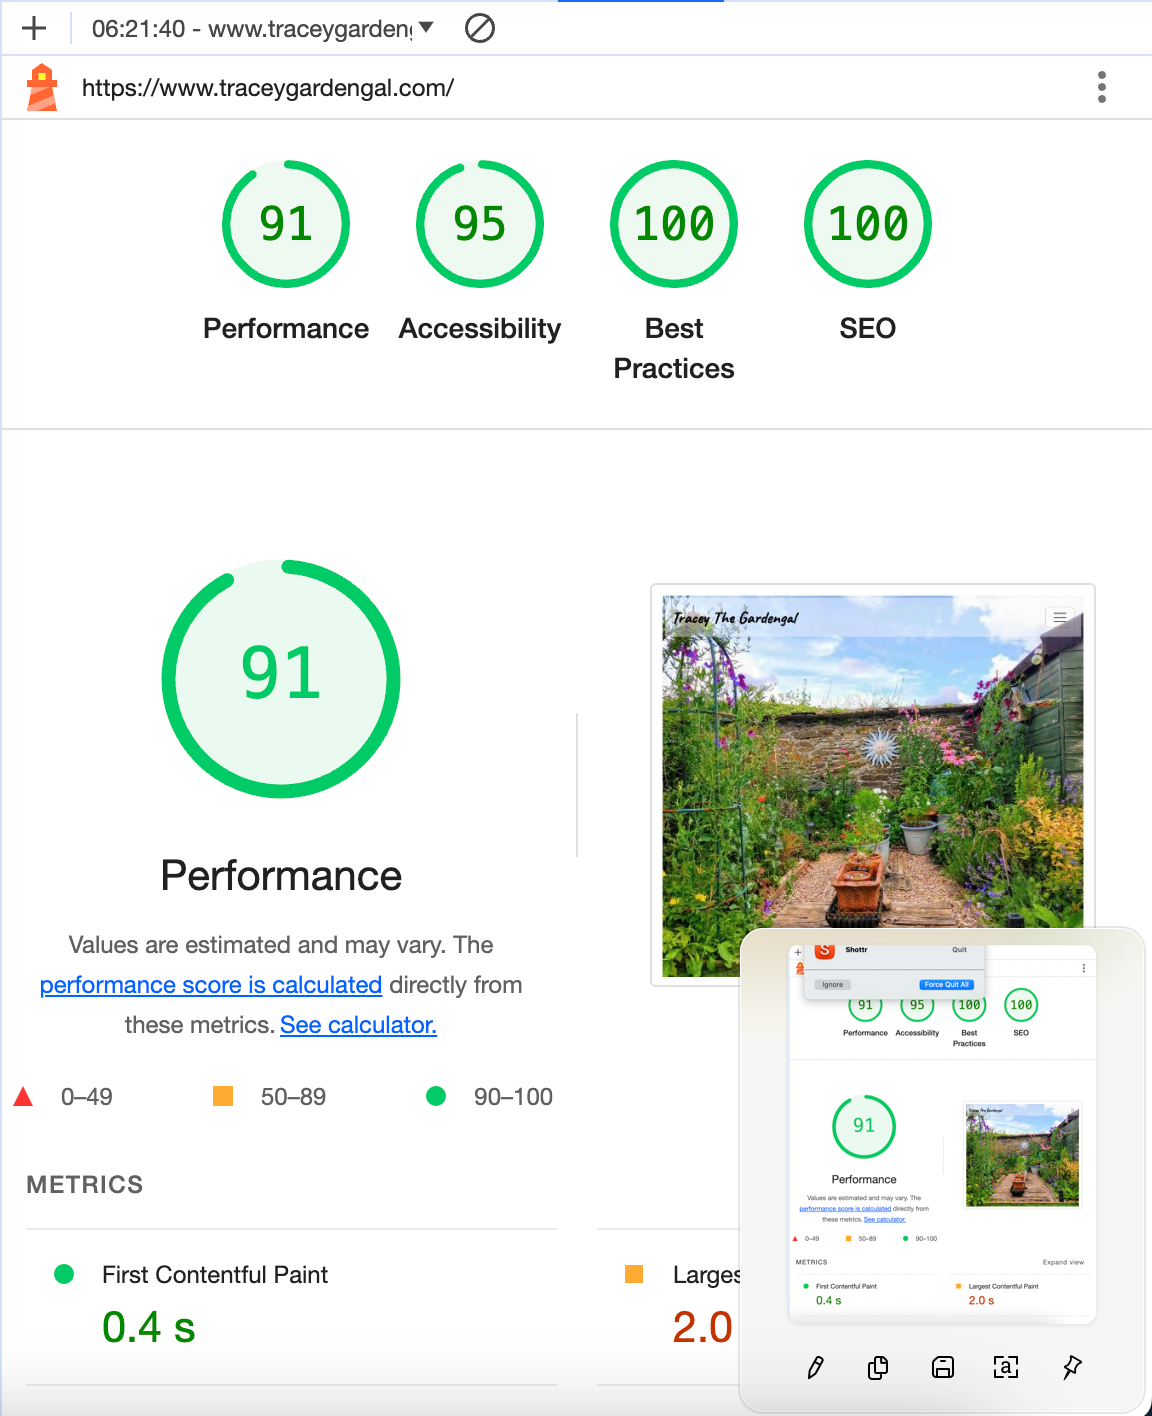 06:21:40 - www.traceygarden
https://www.traceygardengal.com/
91
95
100
100
Performance
Accessibility
Best
Practices
SEO
91
Performance
Values are estimated and may vary. The
performance score is calculated directly from
these metrics. See calculator.
0–49
50–89
90–100
Tracey The Gardengal
METRICS
First Contentful Paint
0.4 s
Larges
2.0
S
Shottr
Quit
Ignore
Force Quit All
91
95
100
100
Performance
Accessibility
Best
Practices
SEO
91
Performance
Values are estimated and may vary. The
performance score is calculated directly from
these metrics. See calculator.
0–49
50–89
90–100
Tracey The Gardengal
METRICS
Expand view
First Contentful Paint
0.4 s
Largest Contentful Paint
2.0 s
a